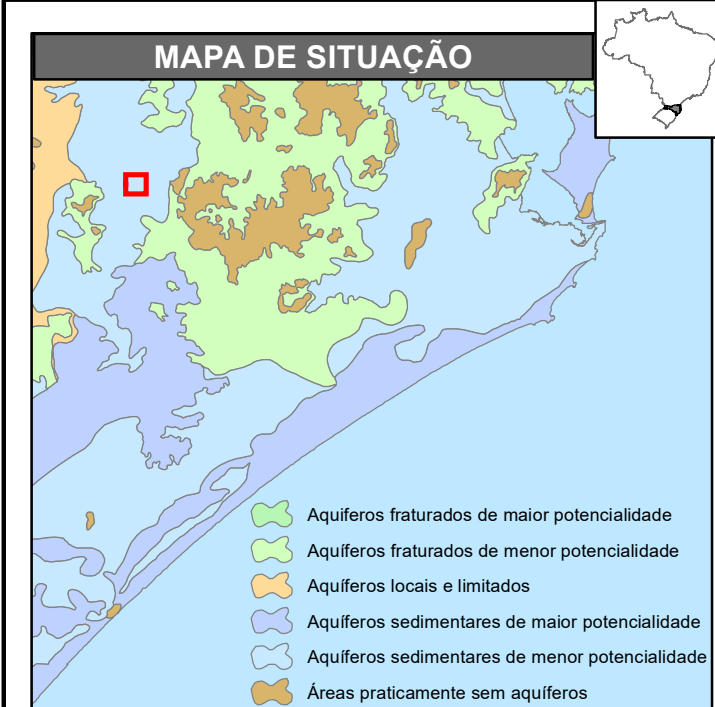 MAPA DE SITUAÇÃO
Aquiferos fraturados de maior potencialidade
Aquíferos fraturados de menor potencialidade
Aquíferos locais e limitados
Aquíferos sedimentares de maior potencialidade
Aquíferos sedimentares de menor potencialidade
Áreas praticamente sem aquíferos